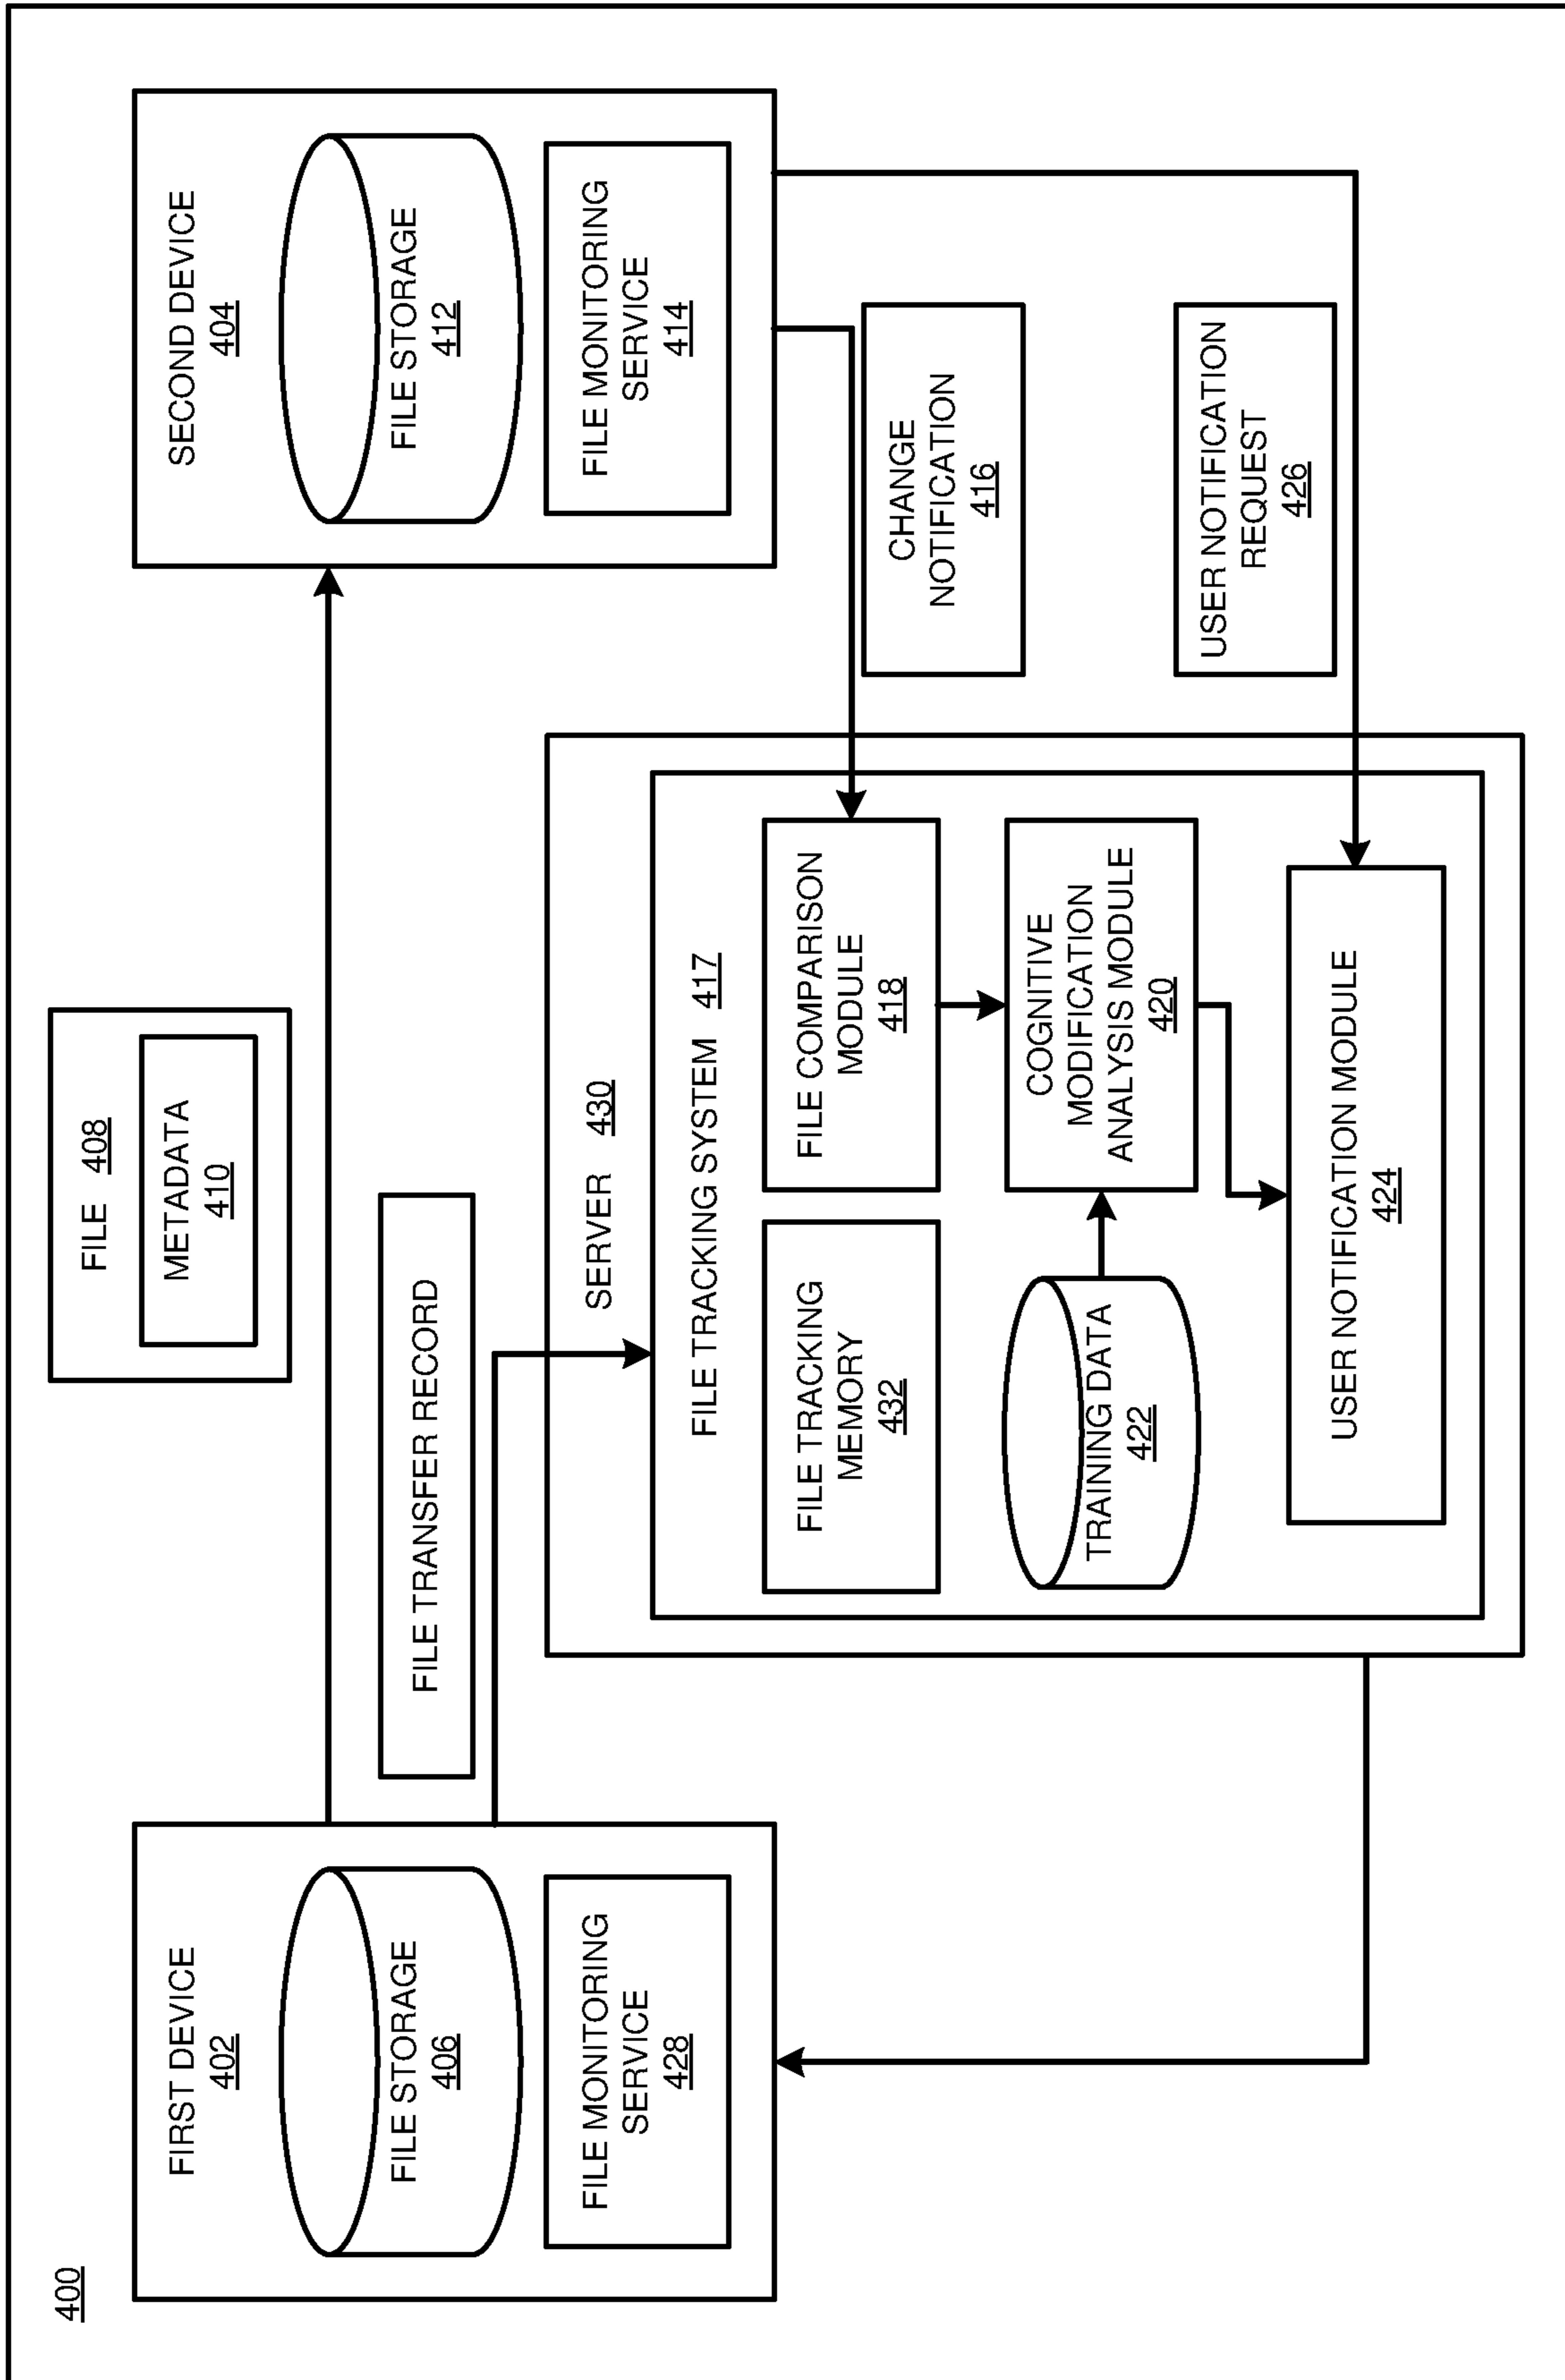 400
FIRST DEVICE
402
FILE STORAGE
406
FILE MONITORING
SERVICE
428
FILE 408
METADATA
410
FILE TRANSFER RECORD
SECOND DEVICE
404
FILE STORAGE
412
FILE MONITORING
SERVICE
414
SERVER 430
FILE TRACKING SYSTEM 417
FILE TRACKING
MEMORY
432
FILE COMPARISON
MODULE
418
TRAINING DATA
422
COGNITIVE
MODIFICATION
ANALYSIS MODULE
420
USER NOTIFICATION MODULE
424
CHANGE
NOTIFICATION
416
USER NOTIFICATION
REQUEST
426